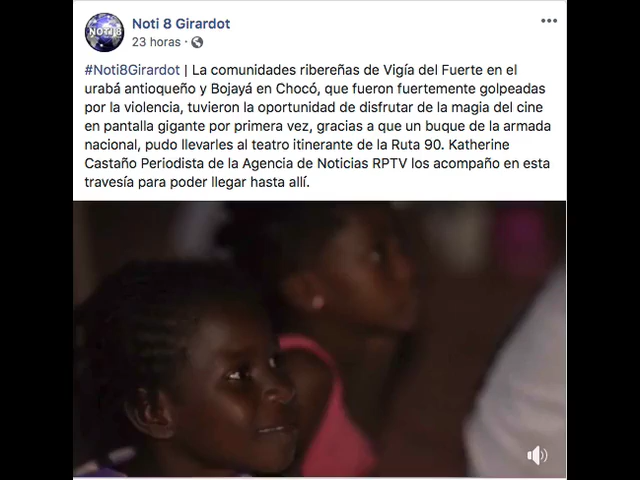 NOTI8
Noti 8 Girardot
23 horas ·
#Noti8Girardot | La comunidades ribereñas de Vigía del Fuerte en el
urabá antioqueño y Bojayá en Chocó, que fueron fuertemente golpeadas
por la violencia, tuvieron la oportunidad de disfrutar de la magia del cine
en pantalla gigante por primera vez, gracias a que un buque de la armada
nacional, pudo llevarles al teatro itinerante de la Ruta 90. Katherine
Castaño Periodista de la Agencia de Noticias RPTV los acompaño en esta
travesía para poder llegar hasta allí.